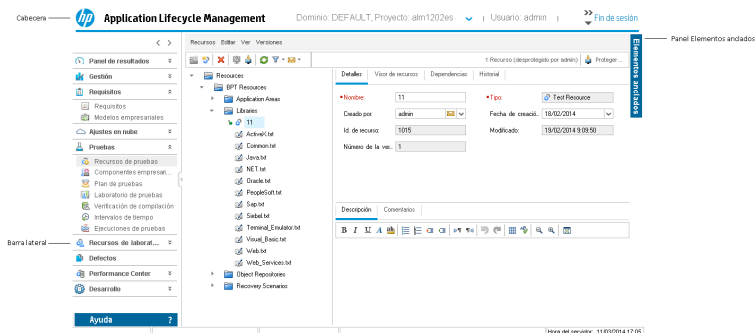 Cabecera
hp Application Lifecycle Management Dominio: DEFAULT, Proyecto: alm1202es | Usuario: admin | Fin de sesión
Panel Elementos anclados
Elementos anclados
Recursos Editar Ver Versiones
1 Recurso (desprotegido por admin) Proteger...
Panel de resultados
Gestión
Requisitos
Requisitos
Modelos empresariales
Ajustes en nube
Pruebas
Recursos de pruebas
Componentes empresari...
Plan de pruebas
Laboratorio de pruebas
Verificación de compilación
Intervalos de tiempo
Ejecuciones de pruebas
Barra lateral
Recursos de laborat...
Defectos
Performance Center
Desarrollo
Ayuda ?
Resources
BPT Resources
Application Areas
Libraries
11
ActiveX.txt
Common.txt
Java.txt
NET.txt
Oracle.txt
PeopleSoft.txt
Sap.txt
Siebel.txt
Terminal_Emulator.txt
Visual_Basic.txt
Web.txt
Web_Services.txt
Object Repositories
Recovery Scenarios
Detalles Visor de recursos Dependencias Historial
•Nombre: 11 •Tipo: Test Resource
Creado por: admin Fecha de creació... 18/02/2014
Id. de recurso: 1015 Modificado: 19/02/2014 9:09:50
Número de la ver... 1
Descripción Comentarios
B I U A ab
Hora del servidor: 11/03/2014 17:05